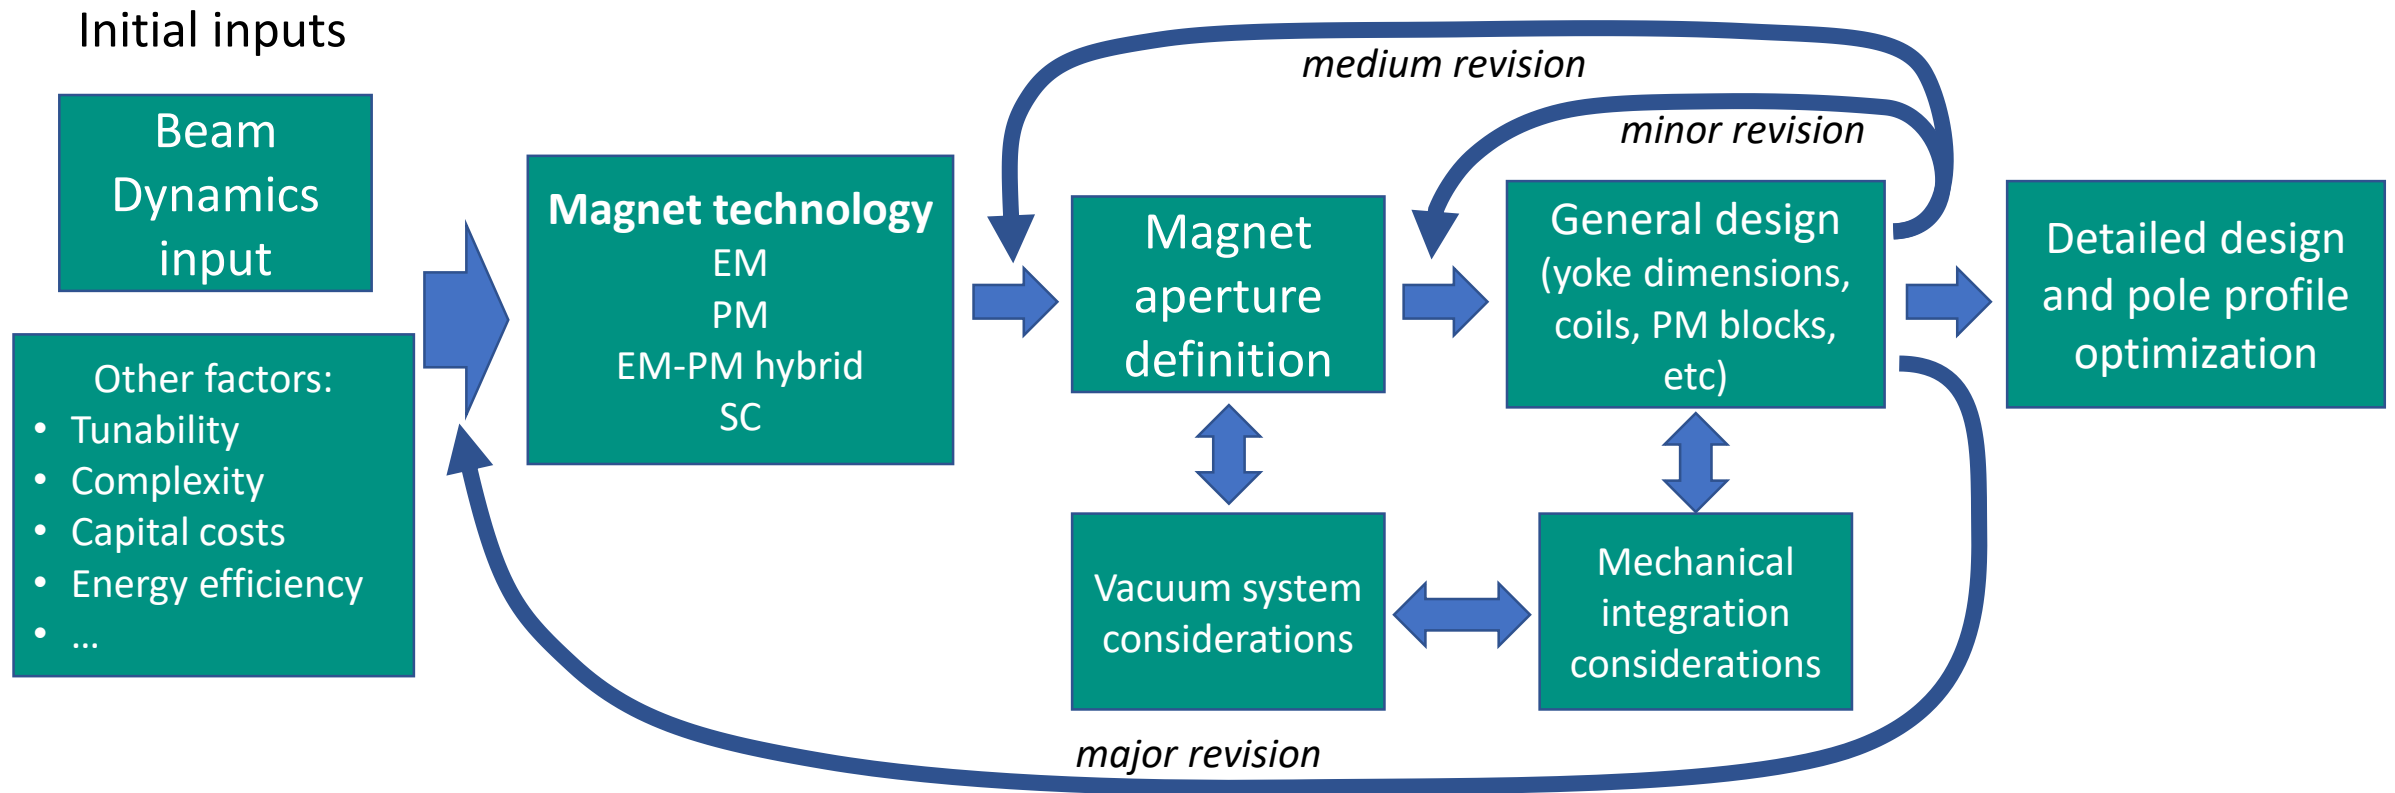 Initial inputs
Beam
Dynamics
input
Other factors:
• Tunability
• Complexity
• Capital costs
• Energy efficiency
• ...
Magnet technology
EM
PM
EM-PM hybrid
SC
medium revision
minor revision
Magnet
aperture
definition
General design
(yoke dimensions,
coils, PM blocks,
etc)
Detailed design
and pole profile
optimization
Vacuum system
considerations
Mechanical
integration
considerations
major revision